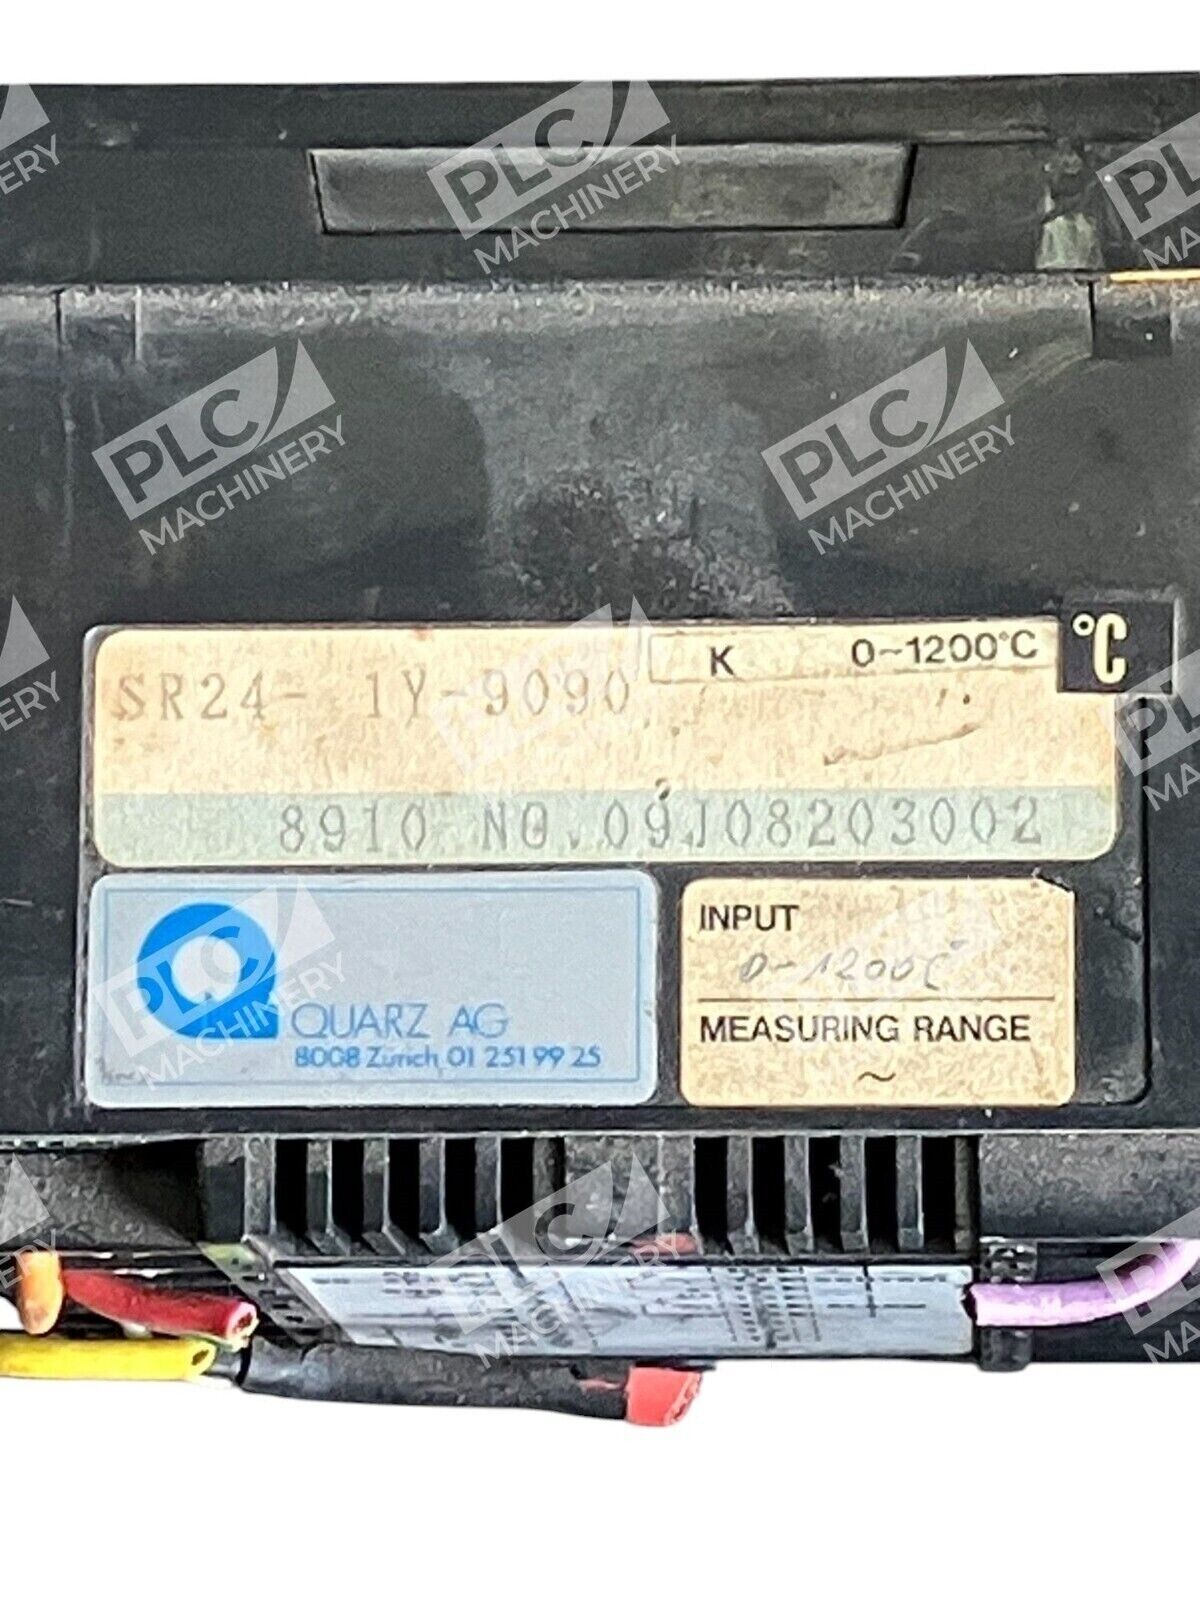 PLC
MACHINERY
SR24- 1Y-9090
K 0~1200°C
°C
8910 NO.09J08203002
QUARZ AG
8008 Zürich, 01 251 99 25
INPUT
0-1200°C
MEASURING RANGE
~